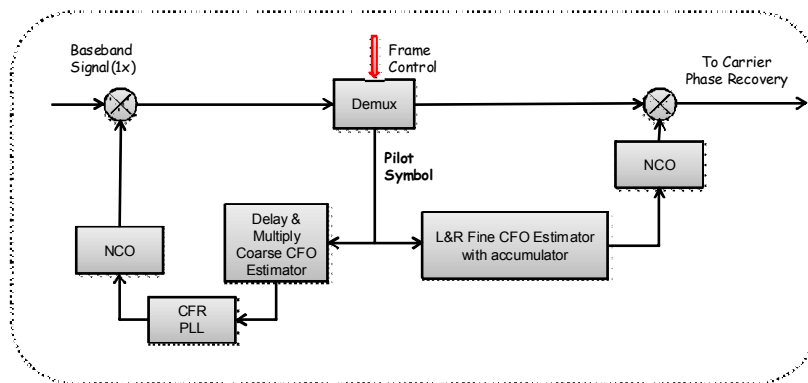 Baseband
Signal(1x)
Frame
Control
To Carrier
Phase Recovery
Demux
NCO
Pilot
Symbol
Delay &
Multiply
Coarse CFO
Estimator
L&R Fine CFO Estimator
with accumulator
NCO
CFR
PLL